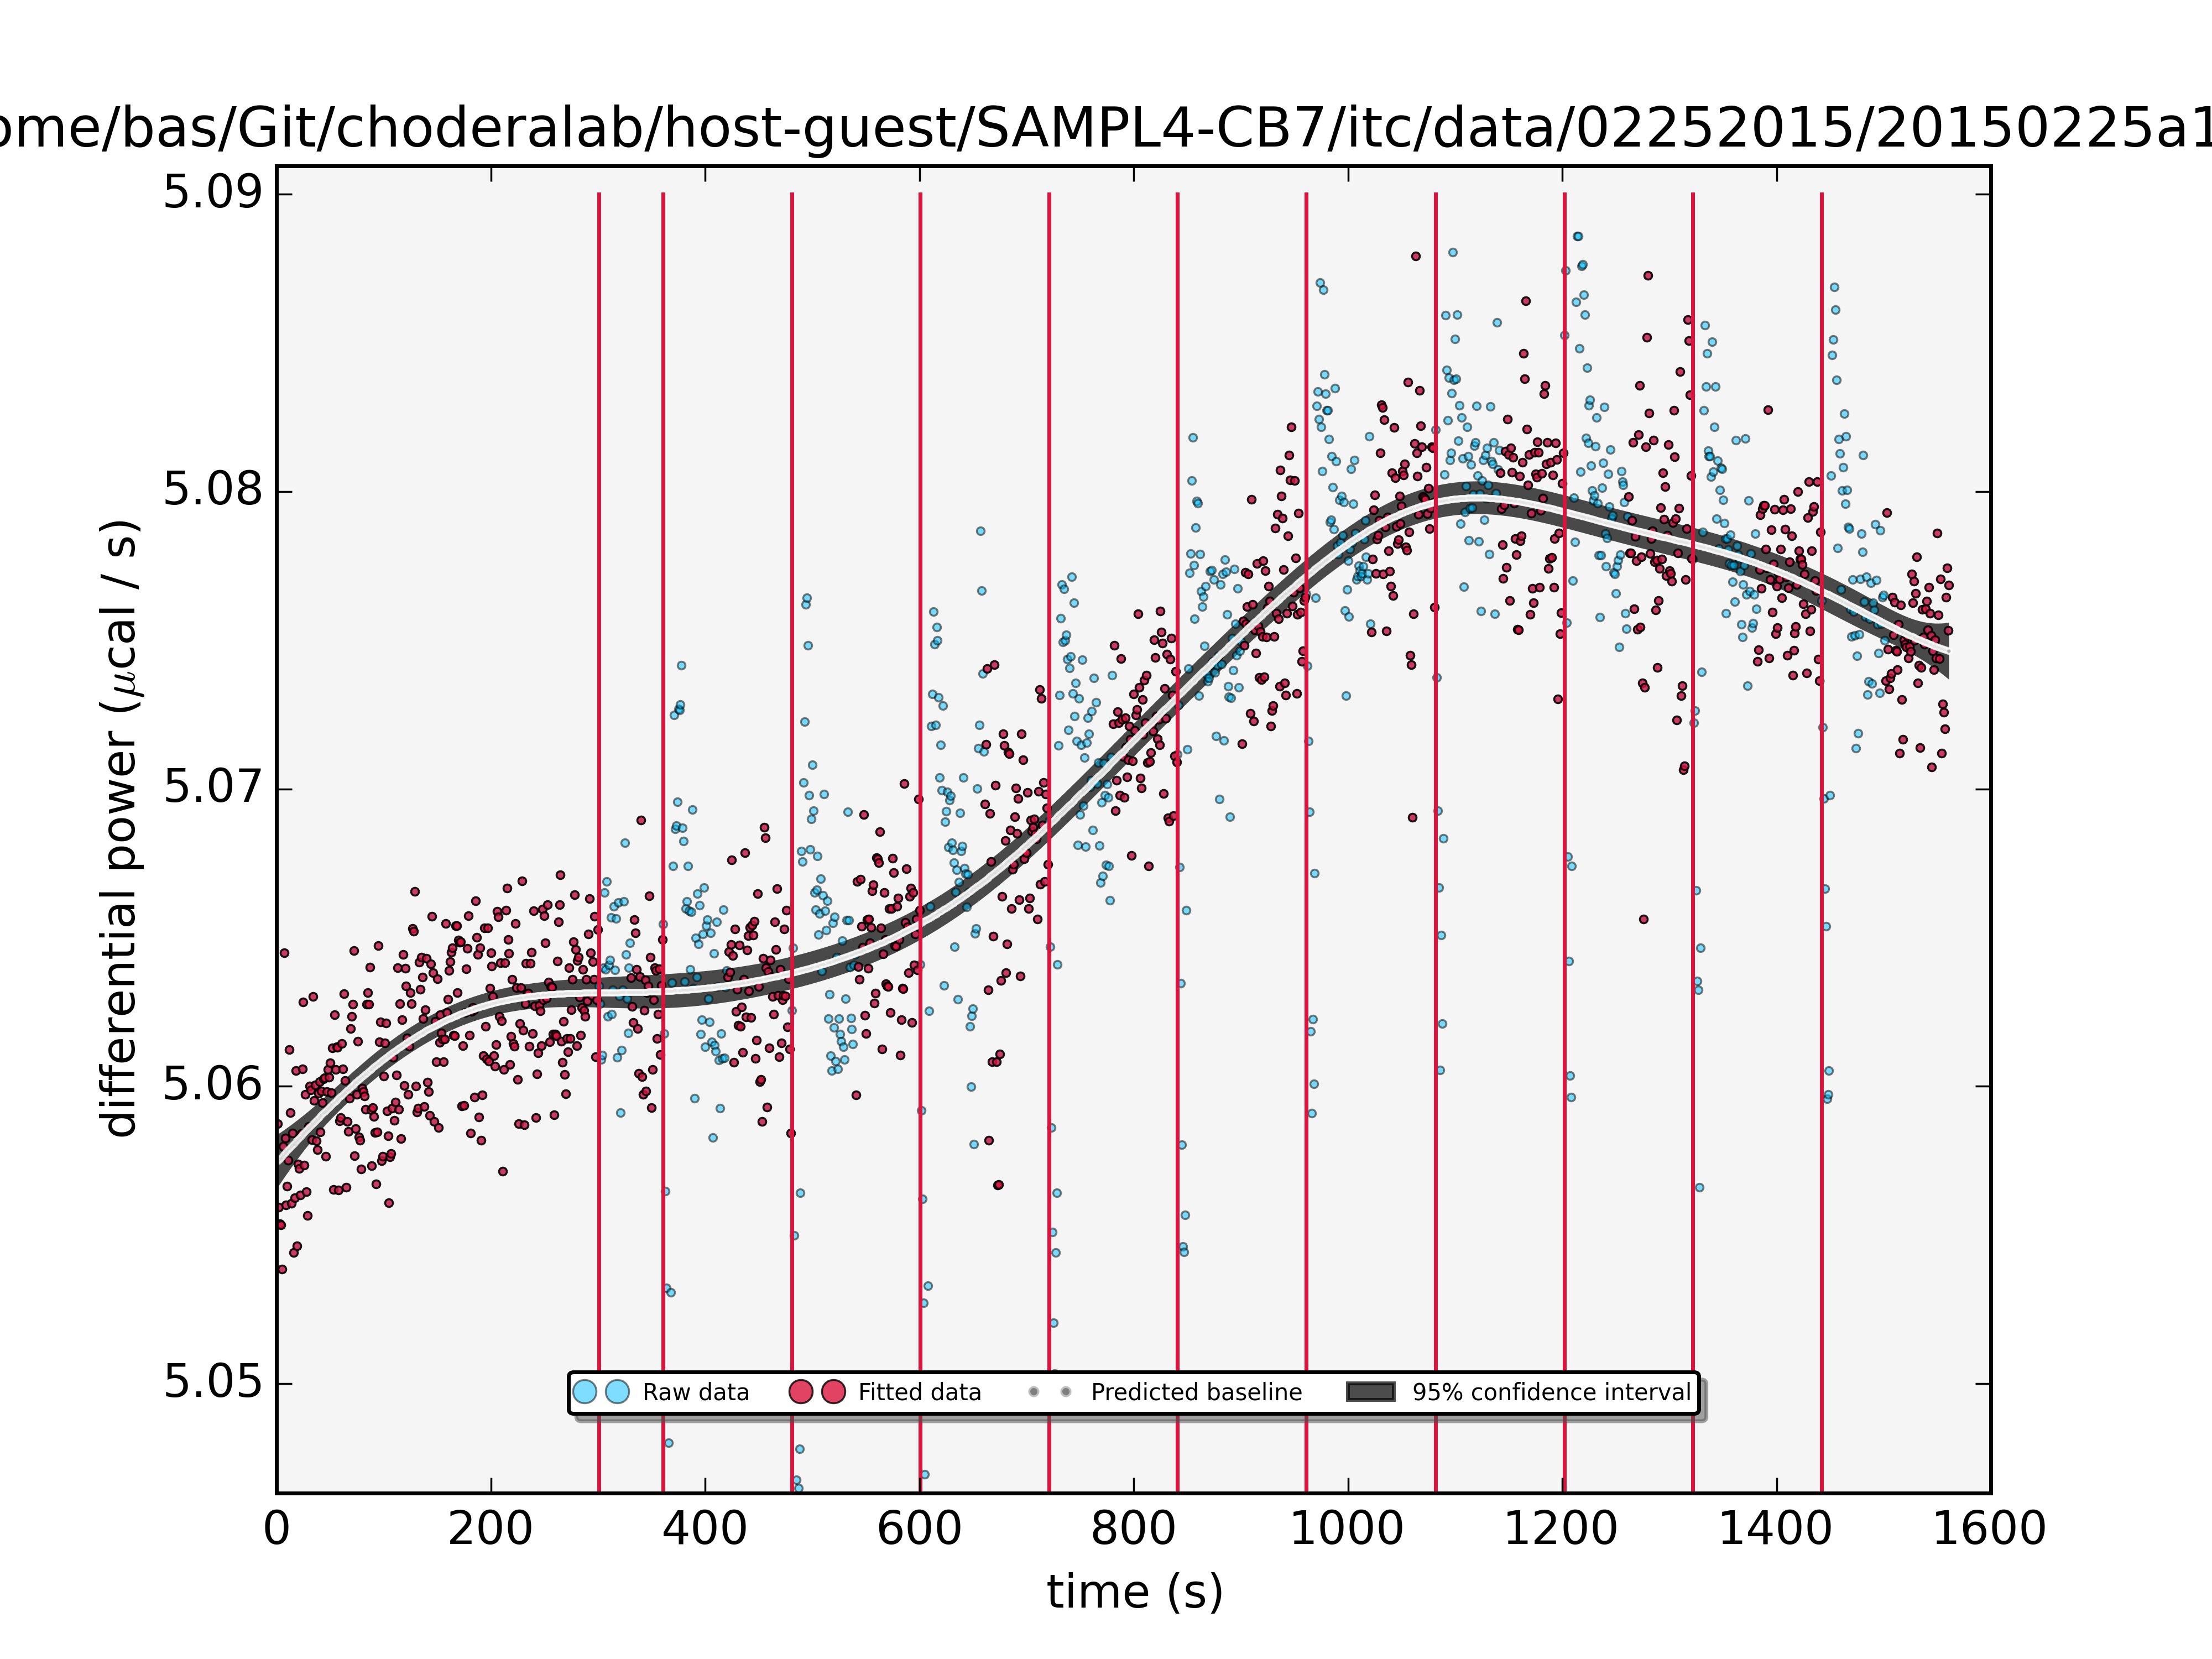 ome/bas/Git/choderalab/host-guest/SAMPL4-CB7/itc/data/02252015/20150225a1
5.09
5.08
5.07
5.06
5.05
differential power (μcal / s)
Raw data Fitted data Predicted baseline 95% confidence interval
0 200 400 600 800 1000 1200 1400 1600
time (s)